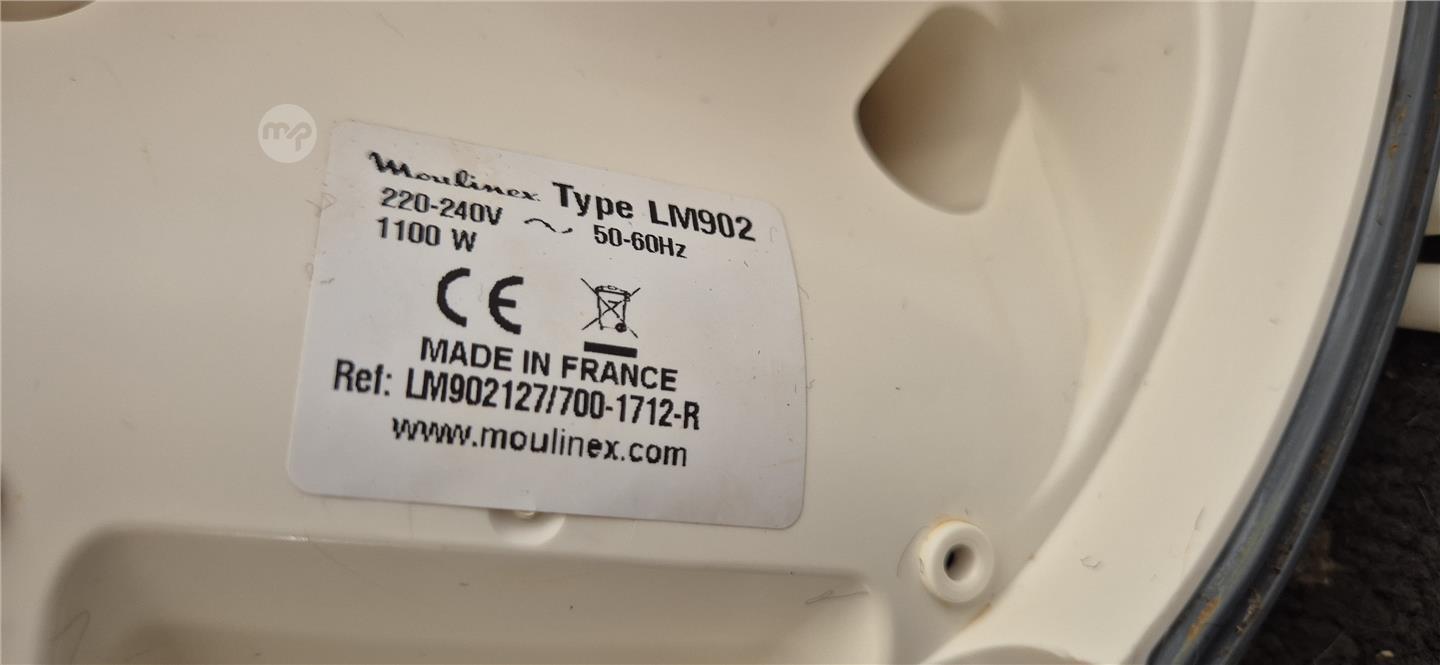 mp
Moulinex Type LM902
220-240V 50-60Hz
1100 W
CE
MADE IN FRANCE
Ref: LM902127/700-1712-R
www.moulinex.com